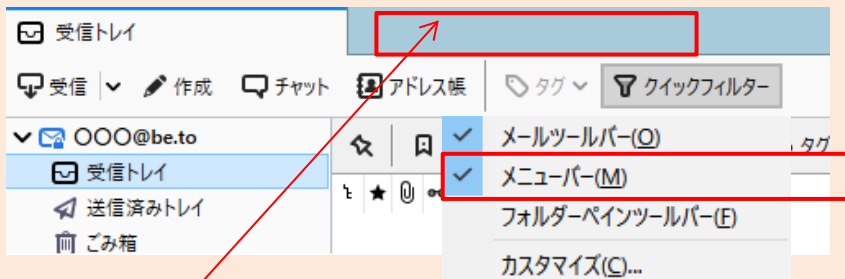 受信トレイ
受信 作成 チャット アドレス帳 タグ クイックフィルター
○○○@be.to
受信トレイ
送信済みトレイ
ごみ箱
メールツールバー(O)
タグ
メニューバー(M)
フォルダーペインツールバー(F)
カスタマイズ(C)...